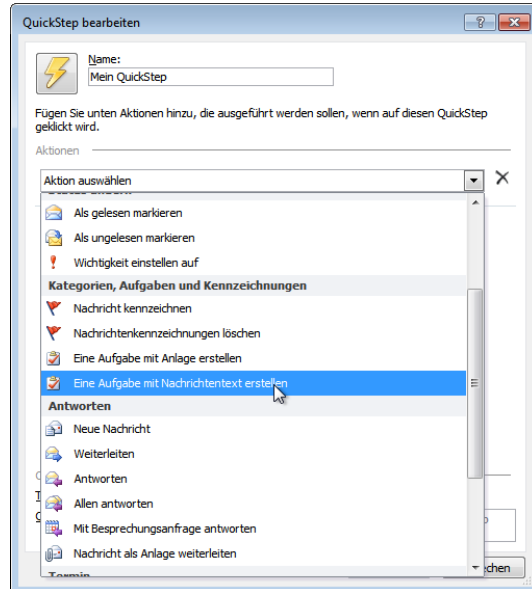 QuickStep bearbeiten
Name:
Mein QuickStep
Fügen Sie unten Aktionen hinzu, die ausgeführt werden sollen, wenn auf diesen QuickStep
geklickt wird.
Aktionen
Aktion auswählen
Als gelesen markieren
Als ungelesen markieren
Wichtigkeit einstellen auf
Kategorien, Aufgaben und Kennzeichnungen
Nachricht kennzeichnen
Nachrichtenkennzeichnungen löschen
Eine Aufgabe mit Anlage erstellen
Eine Aufgabe mit Nachrichtentext erstellen
Antworten
Neue Nachricht
Weiterleiten
Antworten
Allen antworten
Mit Besprechungsanfrage antworten
Nachricht als Anlage weiterleiten
Termin